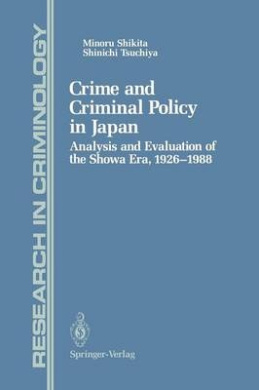 Minoru Shikita
Shinichi Tsuchiya
Crime and
Criminal Policy
in Japan
Analysis and Evaluation of
the Showa Era, 1926–1988
RESEARCH IN CRIMINOLOGY
Springer-Verlag